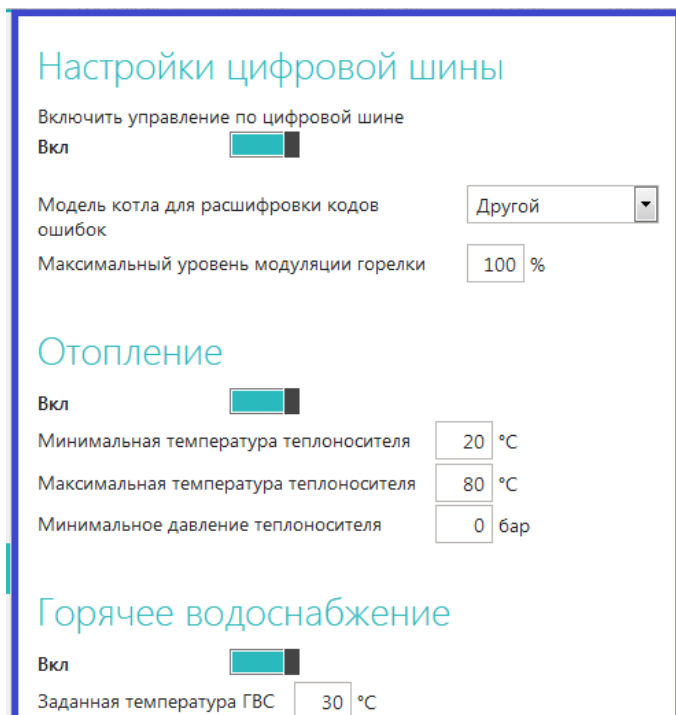 Настройки цифровой шины
Включить управление по цифровой шине
Вкл
Модель котла для расшифровки кодов Другой
ошибок
Максимальный уровень модуляции горелки 100 %
Отопление
Вкл
Минимальная температура теплоносителя 20 °C
Максимальная температура теплоносителя 80 °C
Минимальное давление теплоносителя 0 бар
Горячее водоснабжение
Вкл
Заданная температура ГВС 30 °C